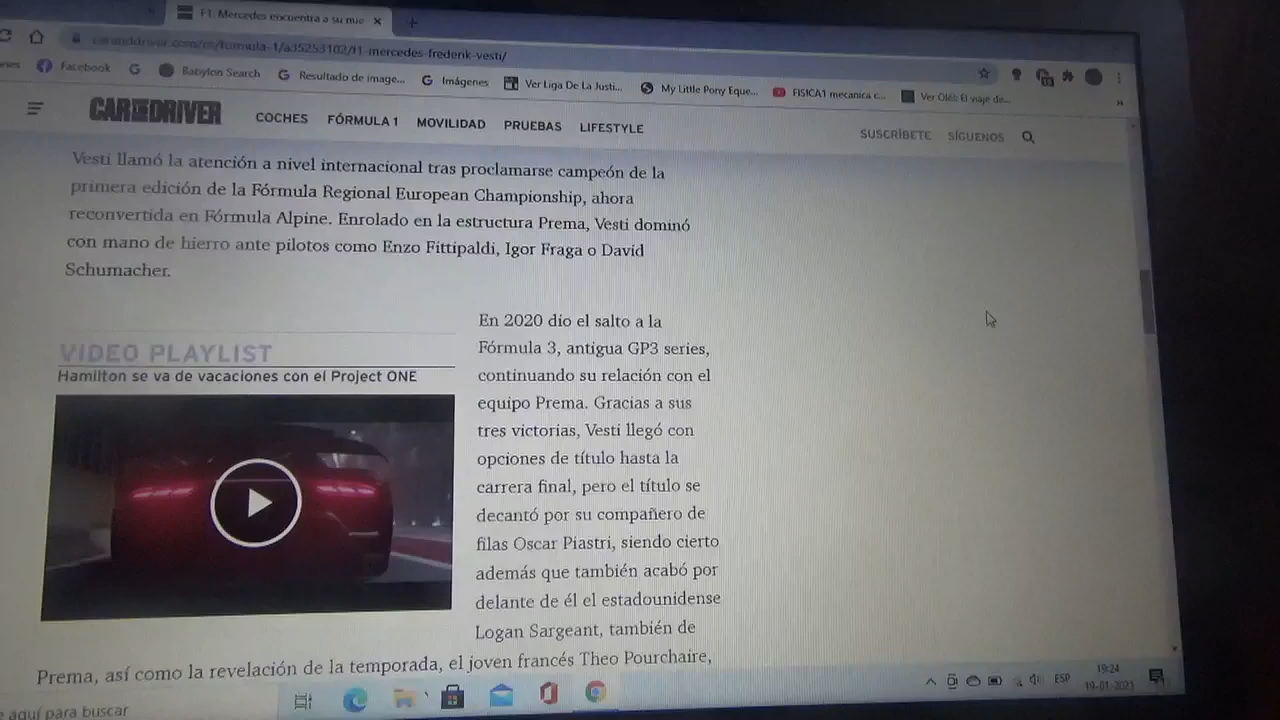 F1: Mercedes encuentra a su nue
caranddriver.com/es/formula-1/a35253102/f1-mercedes-frederik-vesti/
Facebook
Babylon Search
Resultado de image...
Imágenes
Ver Liga De La Justi...
My Little Pony Eque...
FISICA1 mecanica c...
Ver Olé: El viaje de...
»
CAR AND DRIVER
COCHES FÓRMULA 1 MOVILIDAD PRUEBAS LIFESTYLE
SUSCRÍBETE SÍGUENOS
Vesti llamó la atención a nivel internacional tras proclamarse campeón de la
primera edición de la Fórmula Regional European Championship, ahora
reconvertida en Fórmula Alpine. Enrolado en la estructura Prema, Vesti dominó
con mano de hierro ante pilotos como Enzo Fittipaldi, Igor Fraga o David
Schumacher.
VIDEO PLAYLIST
Hamilton se va de vacaciones con el Project ONE
En 2020 dio el salto a la
Fórmula 3, antigua GP3 series,
continuando su relación con el
equipo Prema. Gracias a sus
tres victorias, Vesti llegó con
opciones de título hasta la
carrera final, pero el título se
decantó por su compañero de
filas Oscar Piastri, siendo cierto
además que también acabó por
delante de él el estadounidense
Logan Sargeant, también de
Prema, así como la revelación de la temporada, el joven francés Theo Pourchaire,
aquí para buscar
ESP
19:24
19-01-2021